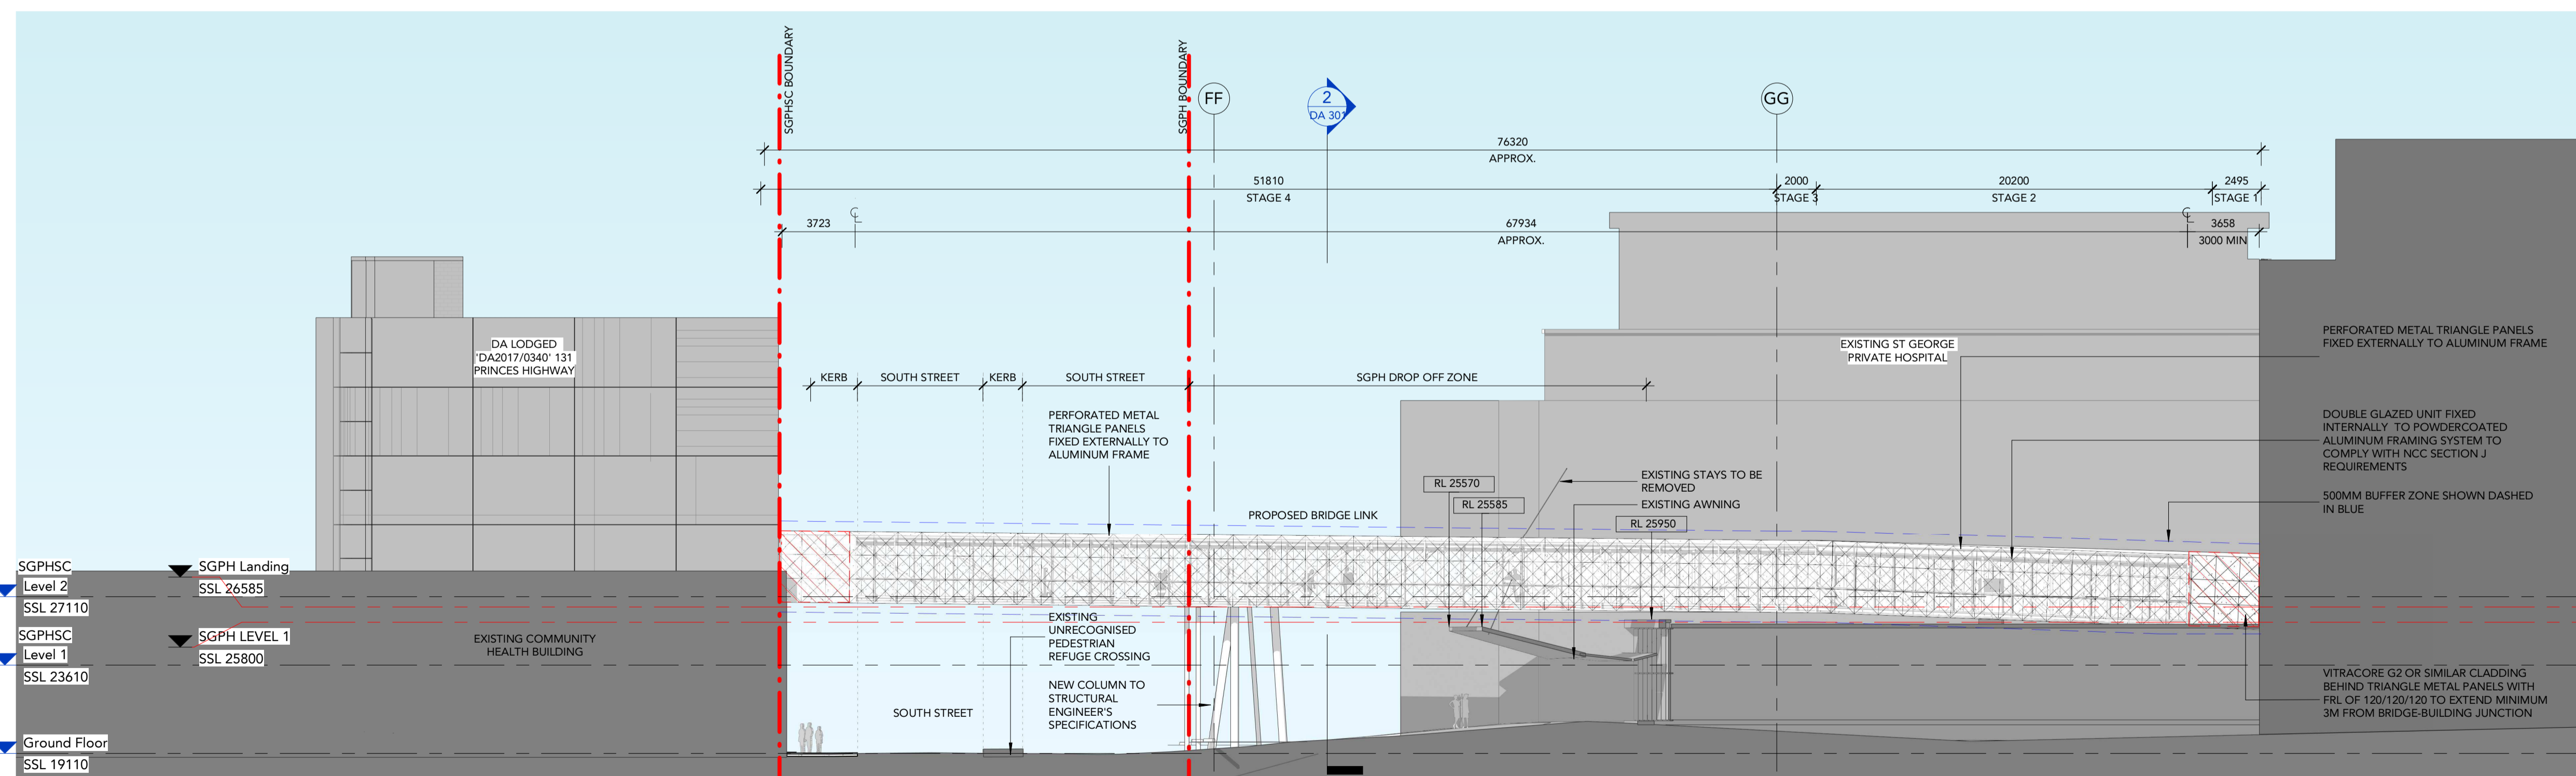 SGPHSC BOUNDARY
SGPH BOUNDARY
FF
2
DA 301
GG
76320
APPROX.
51810
STAGE 4
2000
STAGE 3
20200
STAGE 2
2495
STAGE 1
3723
67934
APPROX.
3658
3000 MIN
DA LODGED
'DA2017/0340' 131
PRINCES HIGHWAY
EXISTING ST GEORGE
PRIVATE HOSPITAL
PERFORATED METAL TRIANGLE PANELS
FIXED EXTERNALLY TO ALUMINUM FRAME
KERB
SOUTH STREET
KERB
SOUTH STREET
SGPH DROP OFF ZONE
PERFORATED METAL
TRIANGLE PANELS
FIXED EXTERNALLY TO
ALUMINUM FRAME
DOUBLE GLAZED UNIT FIXED
INTERNALLY TO POWDERCOATED
ALUMINUM FRAMING SYSTEM TO
COMPLY WITH NCC SECTION J
REQUIREMENTS
RL 25570
RL 25585
EXISTING STAYS TO BE
REMOVED
EXISTING AWNING
RL 25950
500MM BUFFER ZONE SHOWN DASHED
IN BLUE
PROPOSED BRIDGE LINK
SGPHSC
Level 2
SSL 27110
SGPH Landing
SSL 26585
SGPHSC
Level 1
SSL 23610
SGPH LEVEL 1
SSL 25800
EXISTING COMMUNITY
HEALTH BUILDING
EXISTING
UNRECOGNISED
PEDESTRIAN
REFUGE CROSSING
NEW COLUMN TO
STRUCTURAL
ENGINEER'S
SPECIFICATIONS
SOUTH STREET
VITRACORE G2 OR SIMILAR CLADDING
BEHIND TRIANGLE METAL PANELS WITH
FRL OF 120/120/120 TO EXTEND MINIMUM
3M FROM BRIDGE-BUILDING JUNCTION
Ground Floor
SSL 19110